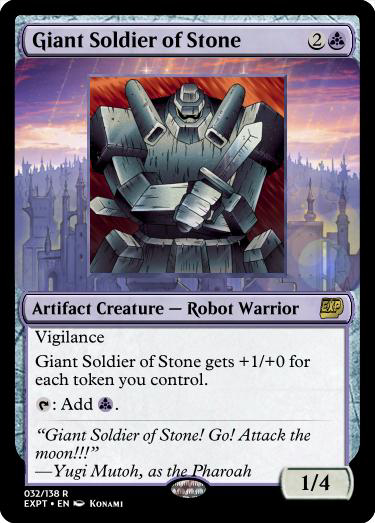 Giant Soldier of Stone 2
Artifact Creature — Robot Warrior EXP
Vigilance
Giant Soldier of Stone gets +1/+0 for
each token you control.
: Add .
“Giant Soldier of Stone! Go! Attack the
moon!!!”
—Yugi Mutoh, as the Pharoah
1/4
032/138 R
EXPT • EN Konami